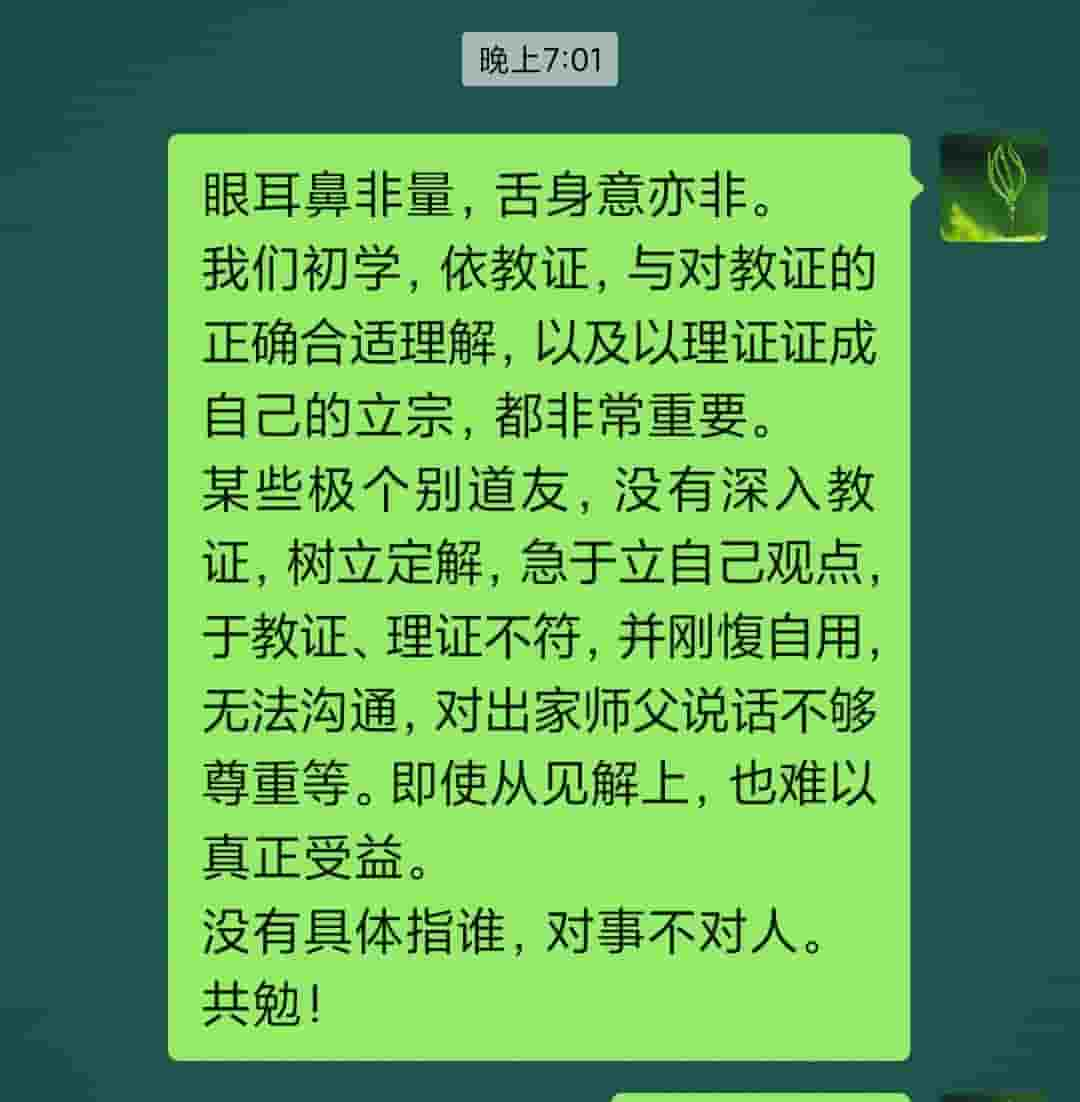 晚上7:01
眼耳鼻非量，舌身意亦非。
我们初学，依教证，与对教证的
正确合适理解，以及以理证证成
自己的立宗，都非常重要。
某些极个别道友，没有深入教
证，树立定解，急于立自己观点，
于教证、理证不符，并刚愎自用，
无法沟通，对出家师父说话不够
尊重等。即使从见解上，也难以
真正受益。
没有具体指谁，对事不对人。
共勉！